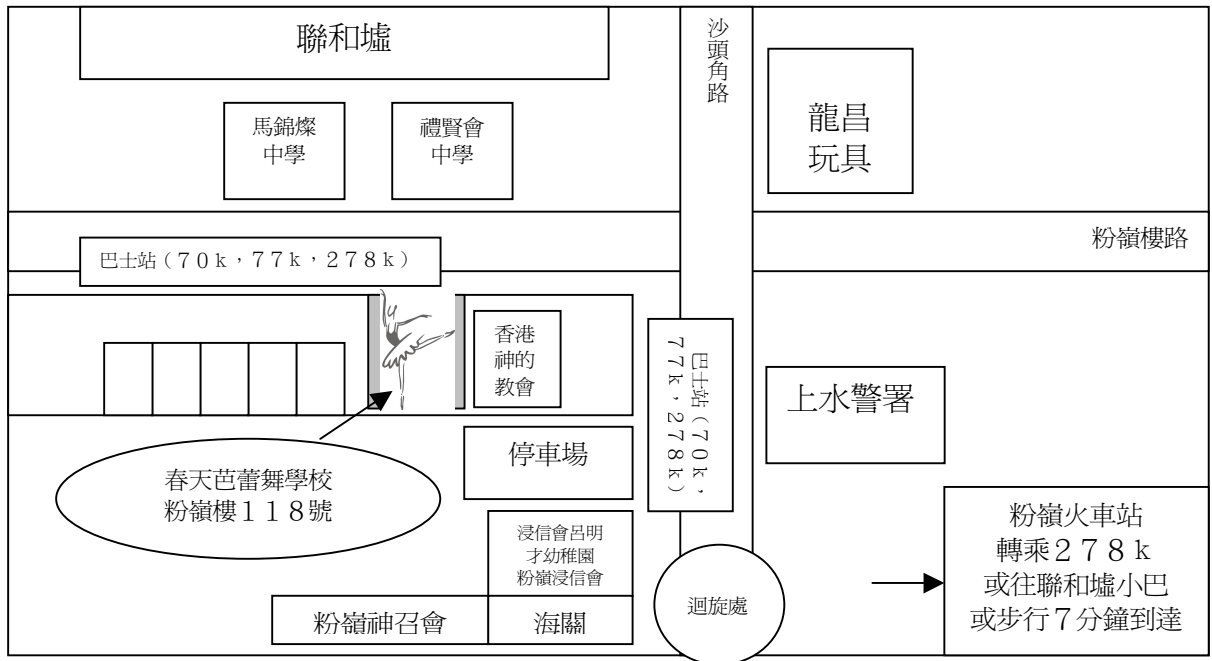 聯和墟
沙頭角路
龍昌
玩具
馬錦燦
中學
禮賢會
中學
粉嶺樓路
巴士站(70k,77k,278k)
香港
神的
教會
巴士站(70k,
77k,278k)
上水警署
停車場
春天芭蕾舞學校
粉嶺樓118號
浸信會呂明
才幼稚園
粉嶺浸信會
粉嶺神召會
海關
迴旋處
粉嶺火車站
轉乘278k
或往聯和墟小巴
或步行7分鐘到達